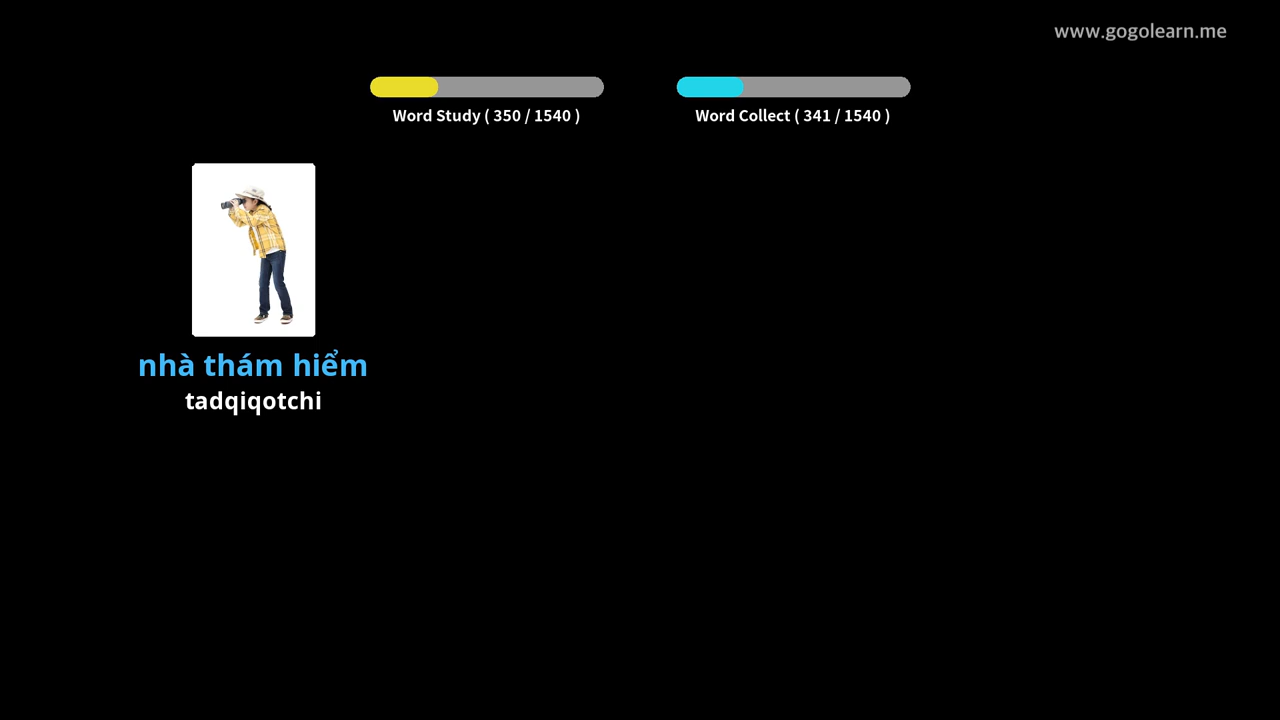 www.gogolearn.me
Word Study ( 350 / 1540 )
Word Collect ( 341 / 1540 )
nhà thám hiểm
tadqiqotchi